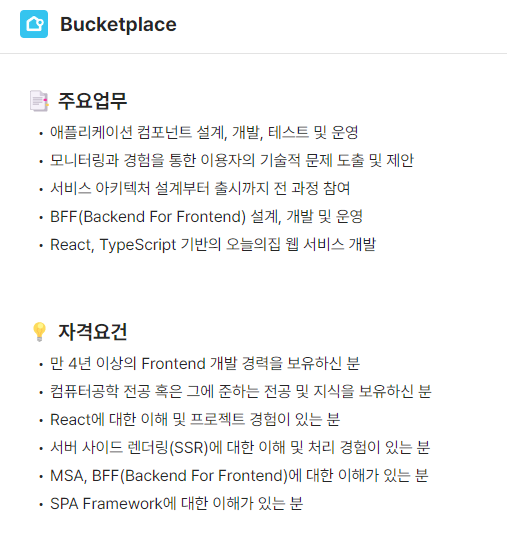 Bucketplace
주요업무
• 애플리케이션 컴포넌트 설계, 개발, 테스트 및 운영
• 모니터링과 경험을 통한 이용자의 기술적 문제 도출 및 제안
• 서비스 아키텍처 설계부터 출시까지 전 과정 참여
• BFF(Backend For Frontend) 설계, 개발 및 운영
• React, TypeScript 기반의 오늘의집 웹 서비스 개발
자격요건
• 만 4년 이상의 Frontend 개발 경력을 보유하신 분
• 컴퓨터공학 전공 혹은 그에 준하는 전공 및 지식을 보유하신 분
• React에 대한 이해 및 프로젝트 경험이 있는 분
• 서버 사이드 렌더링(SSR)에 대한 이해 및 처리 경험이 있는 분
• MSA, BFF(Backend For Frontend)에 대한 이해가 있는 분
• SPA Framework에 대한 이해가 있는 분